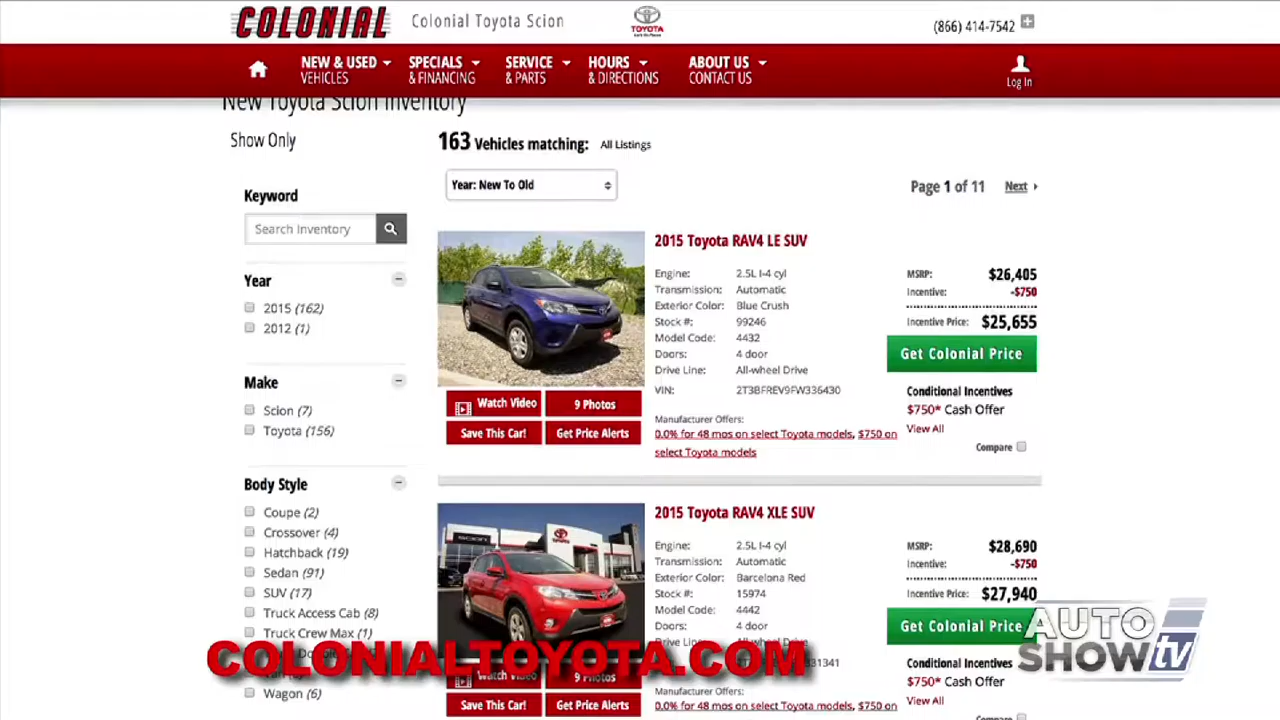 COLONIAL
Colonial Toyota Scion
TOYOTA
(866) 414-7542
NEW & USED
VEHICLES
SPECIALS
& FINANCING
SERVICE
& PARTS
HOURS
& DIRECTIONS
ABOUT US
CONTACT US
Log In
New Toyota Scion Inventory
Show Only
163 Vehicles matching: All Listings
Year: New To Old
Page 1 of 11 Next
Keyword
Search Inventory
Year
2015 (162)
2012 (1)
Make
Scion (7)
Toyota (156)
Body Style
Coupe (2)
Crossover (4)
Hatchback (19)
Sedan (91)
SUV (17)
Truck Access Cab (8)
Truck Crew Max (1)
Wagon (6)
2015 Toyota RAV4 LE SUV
Engine: 2.5L I-4 cyl
Transmission: Automatic
Exterior Color: Blue Crush
Stock #: 99246
Model Code: 4432
Doors: 4 door
Drive Line: All-wheel Drive
VIN: 2T3BFREV9FW336430
Manufacturer Offers:
0.0% for 48 mos on select Toyota models, $750 on
select Toyota models
MSRP: $26,405
Incentive: -$750
Incentive Price: $25,655
Get Colonial Price
Conditional Incentives
$750* Cash Offer
View All
Compare
Watch Video
9 Photos
Save This Car!
Get Price Alerts
2015 Toyota RAV4 XLE SUV
Engine: 2.5L I-4 cyl
Transmission: Automatic
Exterior Color: Barcelona Red
Stock #: 15974
Model Code: 4442
Doors: 4 door
Drive Line: All-wheel Drive
Manufacturer Offers:
0.0% for 48 mos on select Toyota models, $750 on
MSRP: $28,690
Incentive: -$750
Incentive Price: $27,940
Get Colonial Price
Conditional Incentives
$750* Cash Offer
View All
Compare
Watch Video
9 Photos
Save This Car!
Get Price Alerts
COLONIALTOYOTA.COM
AUTO
SHOW tv